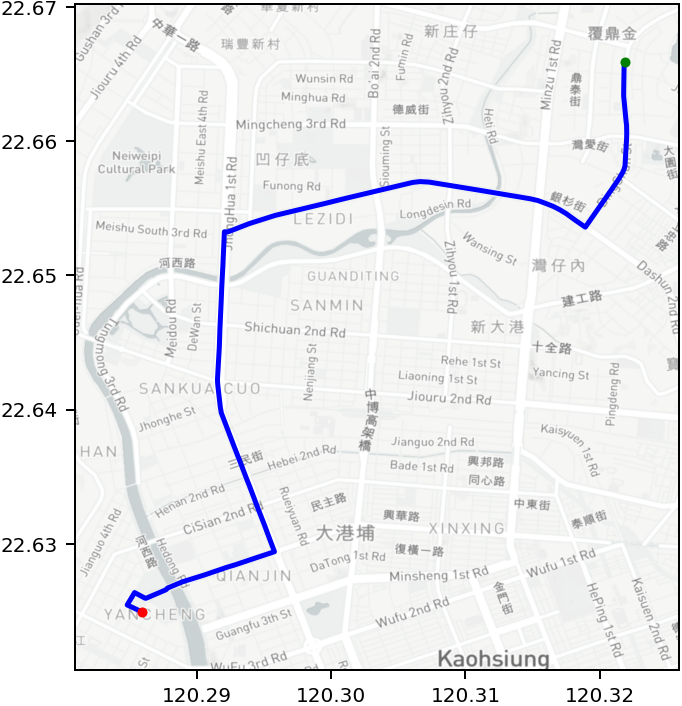 22.67
22.66
22.65
22.64
22.63
120.29
120.30
120.31
120.32
Gushan 3rd Rd
Jiouru 4th Rd
中華一路
瑞豐新村
新庄仔
覆鼎金
Bo'ai 2nd Rd
Fumin Rd
Zihyou 2nd Rd
Minzu 1st Rd
鼎泰街
Wunsin Rd
Minghua Rd
德威街
Mingcheng 3rd Rd
Heti Rd
灣愛街
Meishu East 4th Rd
Neiweipi
Cultural Park
凹仔底
Siouming St
大園街
Funong Rd
銀杉街
Longdesin Rd
LEZIDI
Meishu South 3rd Rd
Wansing St
河西路
GUANDITING
灣仔內
Dashun 2nd Rd
Zihyou 1st Rd
SANMIN
建工路
Meidou Rd
DeWan St
Shichuan 2nd Rd
新大港
十全路
Longmong 3rd Rd
Nenjiang St
Rehe 1st St
Liaoning 1st St
Yancing St
Jiouru 2nd Rd
Pingdeng Rd
中博高架橋
Jhonghe St
Kaisyuen 1st Rd
HAN
三民街
Hebei 2nd Rd
Jianguo 2nd Rd
Bade 1st Rd
興邦路
同心路
Henan 2nd Rd
Rueiyuan Rd
民主路
中東街
CiSian 2nd Rd
興華路
泰順街
大港埔
XINXING
Jianguo 4th Rd
河西路
Hedong Rd
復橫一路
DaTong 1st Rd
QIANJIN
Minsheng 1st Rd
Wufu 1st Rd
金門街
HePing 1st Rd
Kaisuen 2nd Rd
Guangfu 3th St
Wufu 2nd Rd
WuFu 3rd Rd
Kaohsiung